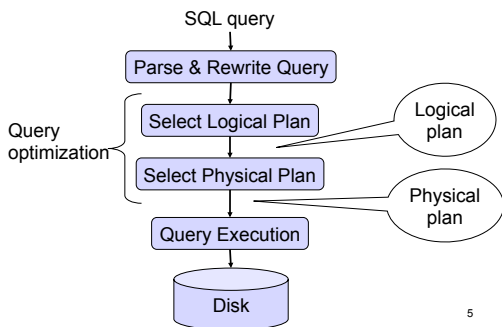 SQL query
Parse & Rewrite Query
Select Logical Plan
Logical
plan
Query
optimization
Select Physical Plan
Physical
plan
Query Execution
Disk
5